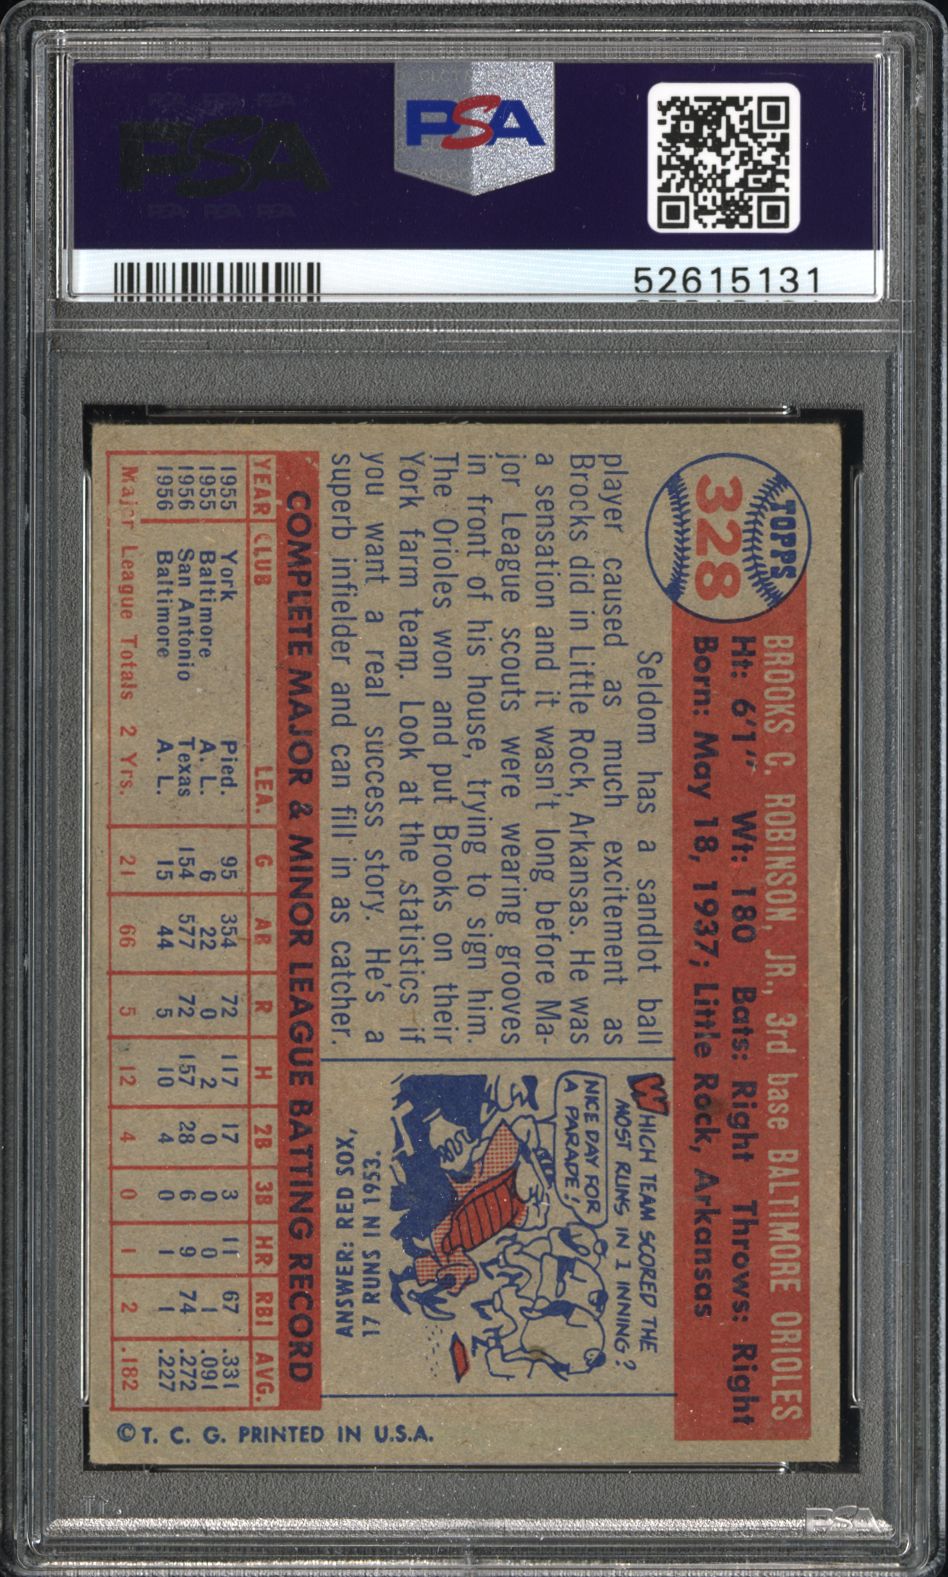 PSA
PSA
52615131
TOPPS
328
BROOKS C. ROBINSON, JR., 3rd base BALTIMORE ORIOLES
Ht: 6'1" Wt: 180 Bats: Right Throws: Right
Born: May 18, 1937; Little Rock, Arkansas
Seldom has a sandlot ball
player caused as much excitement as
Brooks did in Little Rock, Arkansas. He was
a sensation and it wasn't long before Ma-
jor League scouts were wearing grooves
in front of his house, trying to sign him.
The Orioles won and put Brooks on their
York farm team. Look at the statistics if
you want a real success story. He's a
superb infielder and can fill in as catcher.
WHICH TEAM SCORED THE
MOST RUNS IN 1 INNING?
NICE DAY FOR
A PARADE!
ANSWER: RED SOX,
17 RUNS IN 1953.
COMPLETE MAJOR & MINOR LEAGUE BATTING RECORD
YEAR CLUB LEA. G AB R H 2B 3B HR RBI AVG.
1955 York Pied. 95 354 72 117 17 3 11 67 .331
1955 Baltimore A. L. 6 22 0 2 0 0 0 1 .091
1956 San Antonio Texas 154 577 72 157 28 6 9 74 .272
1956 Baltimore A. L. 15 44 5 10 4 0 1 1 .227
Major League Totals 2 Yrs. 21 66 5 12 4 0 1 2 .182
© T. C. G. PRINTED IN U.S.A.
PSA